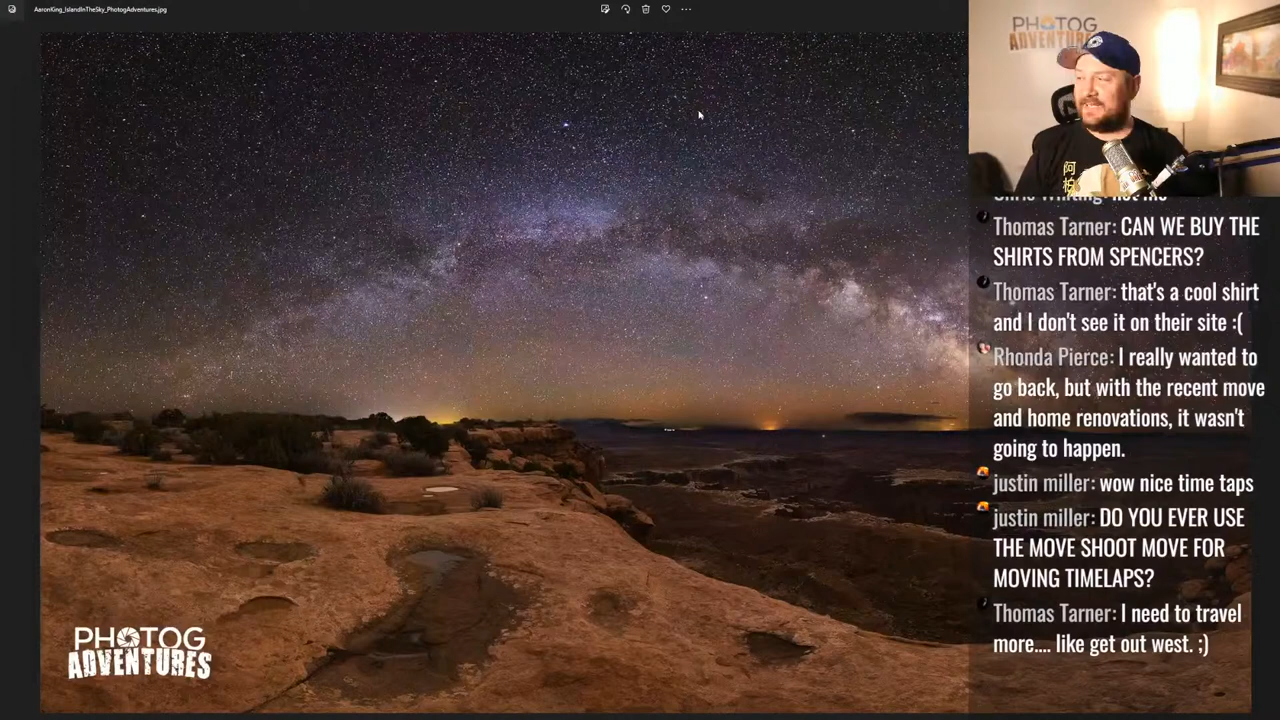 AaronKing_IslandInTheSky_PhotogAdventures.jpg
PHOTOG
ADVENTURES
阿
柏
Thomas Tarner: CAN WE BUY THE
SHIRTS FROM SPENCERS?
Thomas Tarner: that's a cool shirt
and I don't see it on their site :(
Rhonda Pierce: I really wanted to
go back, but with the recent move
and home renovations, it wasn't
going to happen.
justin miller: wow nice time taps
justin miller: DO YOU EVER USE
THE MOVE SHOOT MOVE FOR
MOVING TIMELAPS?
Thomas Tarner: I need to travel
more.... like get out west. ;)
PHOTOG
ADVENTURES